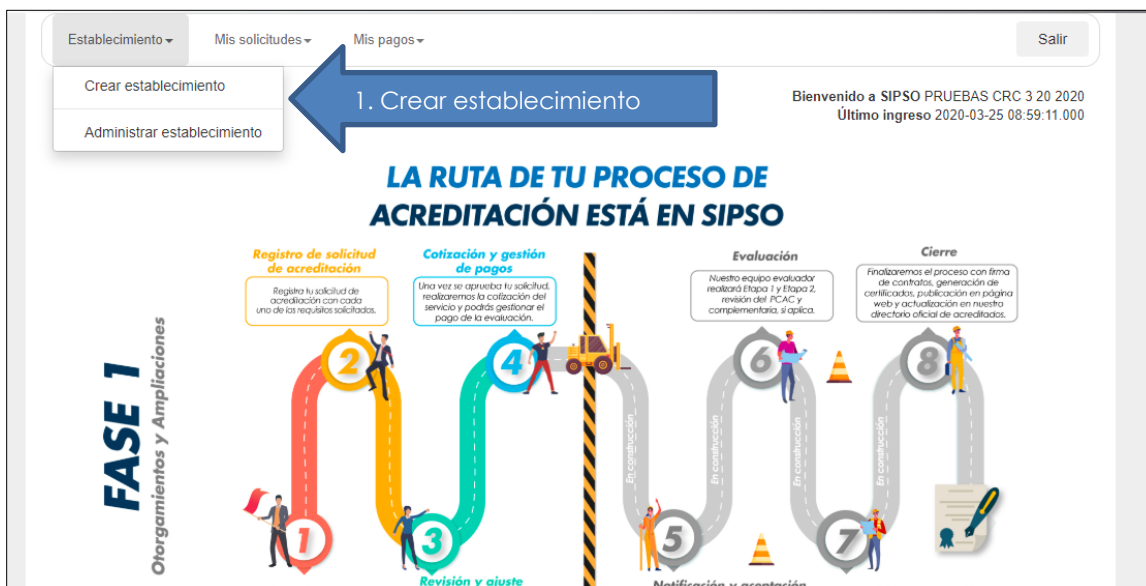 Establecimiento
Mis solicitudes
Mis pagos
Salir
Crear establecimiento
Administrar establecimiento
1. Crear establecimiento
Bienvenido a SIPSO PRUEBAS CRC 3 20 2020
Último ingreso 2020-03-25 08:59:11.000
LA RUTA DE TU PROCESO DE
ACREDITACIÓN ESTÁ EN SIPSO
FASE 1
Otorgamientos y Ampliaciones
Registro de solicitud
de acreditación
Registra tu solicitud de
acreditación con cada
uno de los requisitos solicitados.
Cotización y gestión
de pagos
Una vez se aprueba tu solicitud,
realizaremos la cotización del
servicio y podrás gestionar el
pago de la evaluación.
Evaluación
Nuestro equipo evaluador
realizará Etapa 1 y Etapa 2,
revisión del PCAC y
complementaria, si aplica.
Cierre
Finalizaremos el proceso con firma
de contratos, generación de
certificados, publicación en página
web y actualización en nuestro
directorio oficial de acreditados.
2
4
6
8
En construcción
En construcción
En construcción
1
3
5
7
Revisión y ajuste
Notificación y aceptación